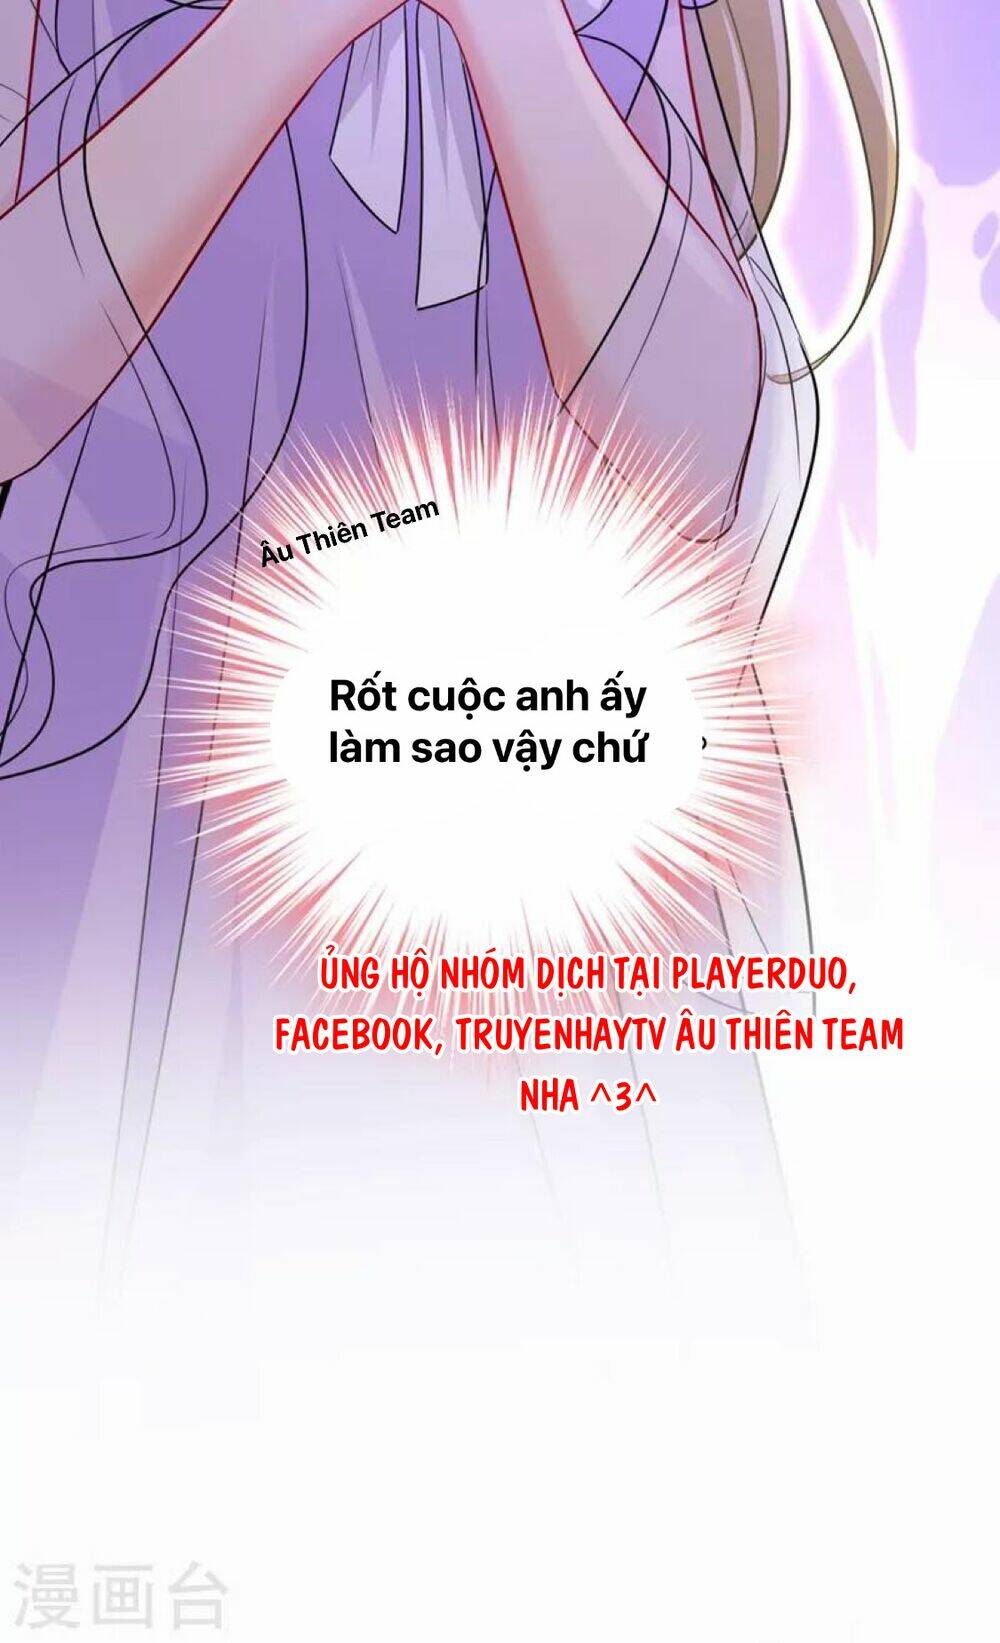 Âu Thiên Team
Rốt cuộc anh ấy
làm sao vậy chứ
ỦNG HỘ NHÓM DỊCH TẠI PLAYERDUO,
FACEBOOK, TRUYENHAYTV ÂU THIÊN TEAM
NHA ^3^
漫画台